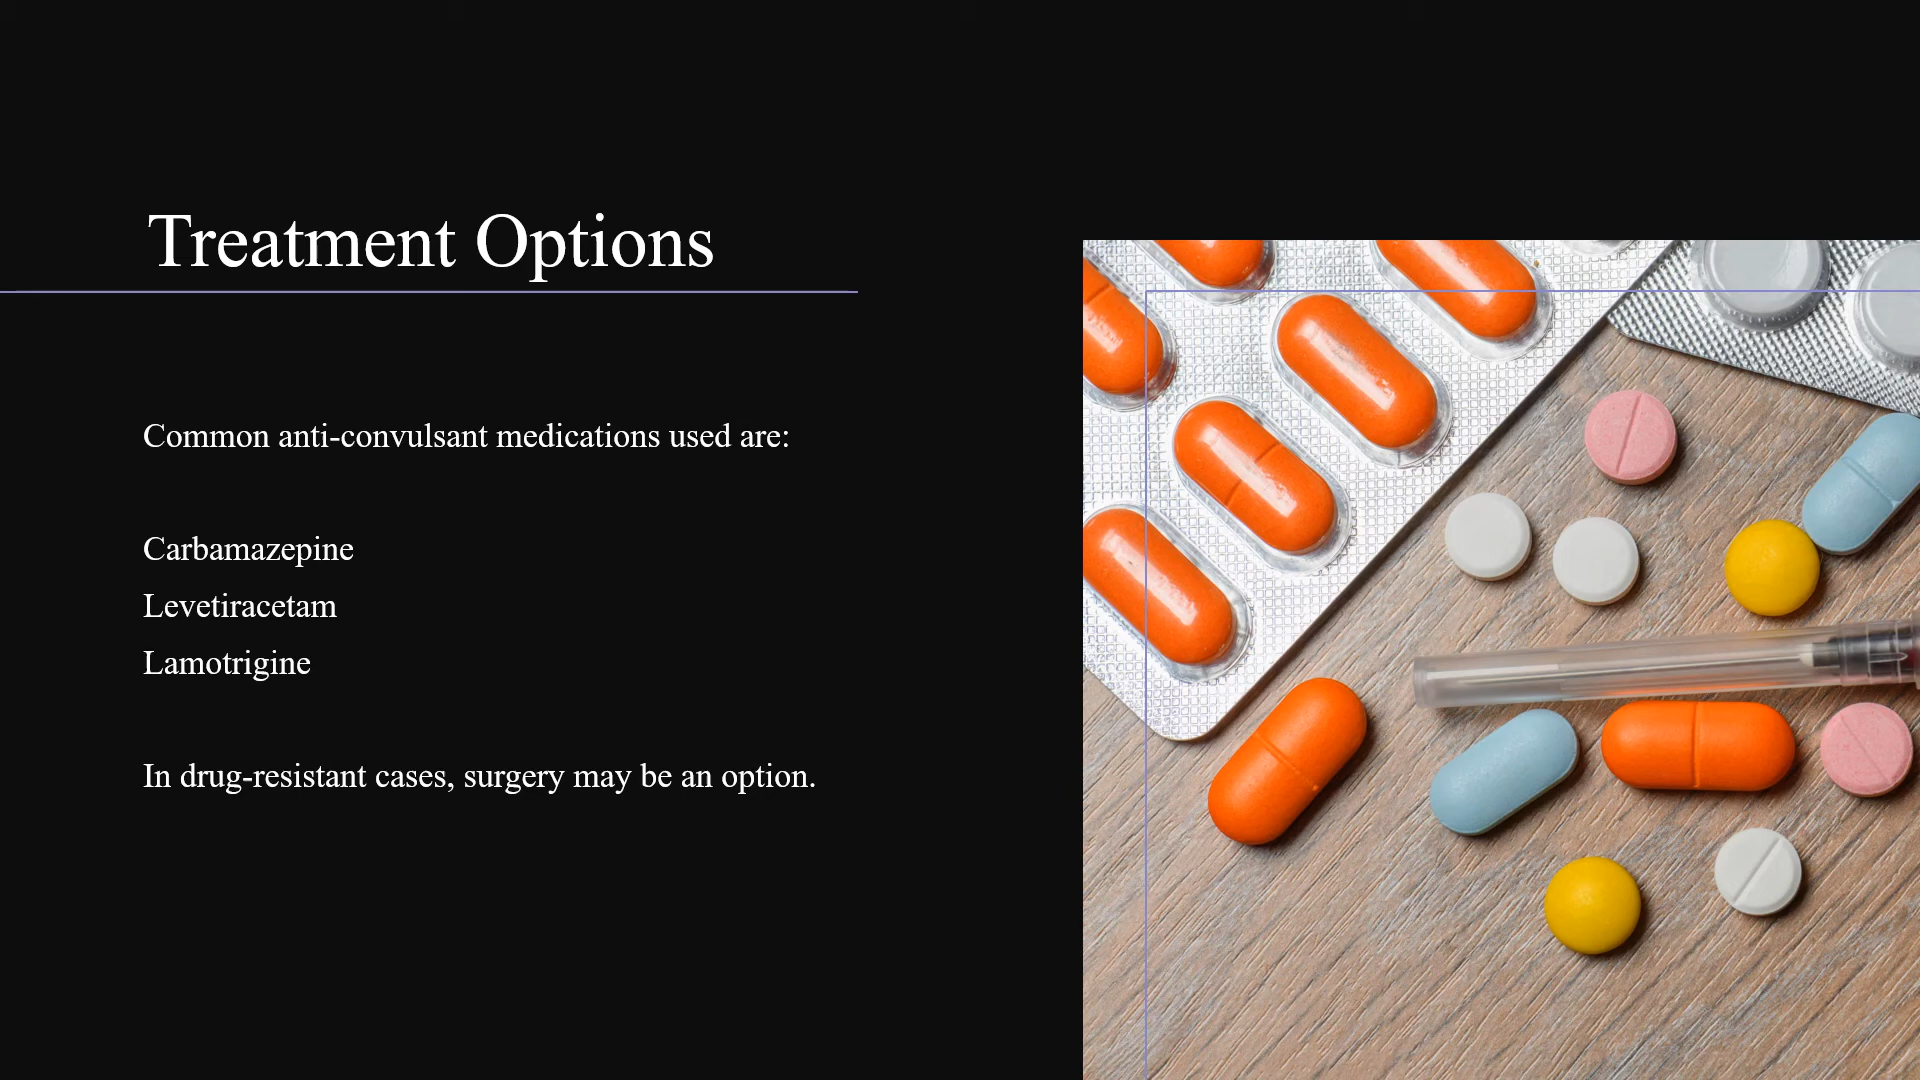 Treatment Options
Common anti-convulsant medications used are:
Carbamazepine
Levetiracetam
Lamotrigine
In drug-resistant cases, surgery may be an option.